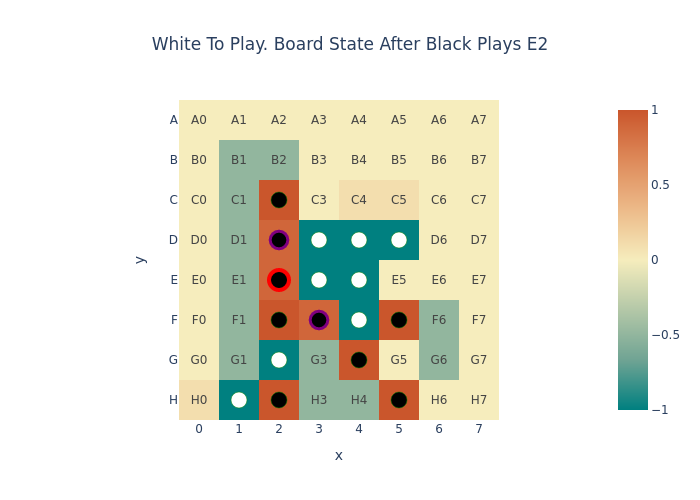 White To Play. Board State After Black Plays E2
A A0 A1 A2 A3 A4 A5 A6 A7 1
B B0 B1 B2 B3 B4 B5 B6 B7
C C0 C1 C3 C4 C5 C6 C7 0.5
D D0 D1 D6 D7
y 0
E E0 E1 E5 E6 E7
F F0 F1 F6 F7 −0.5
G G0 G1 G3 G5 G6 G7
H H0 H3 H4 H6 H7 −1
0 1 2 3 4 5 6 7
x